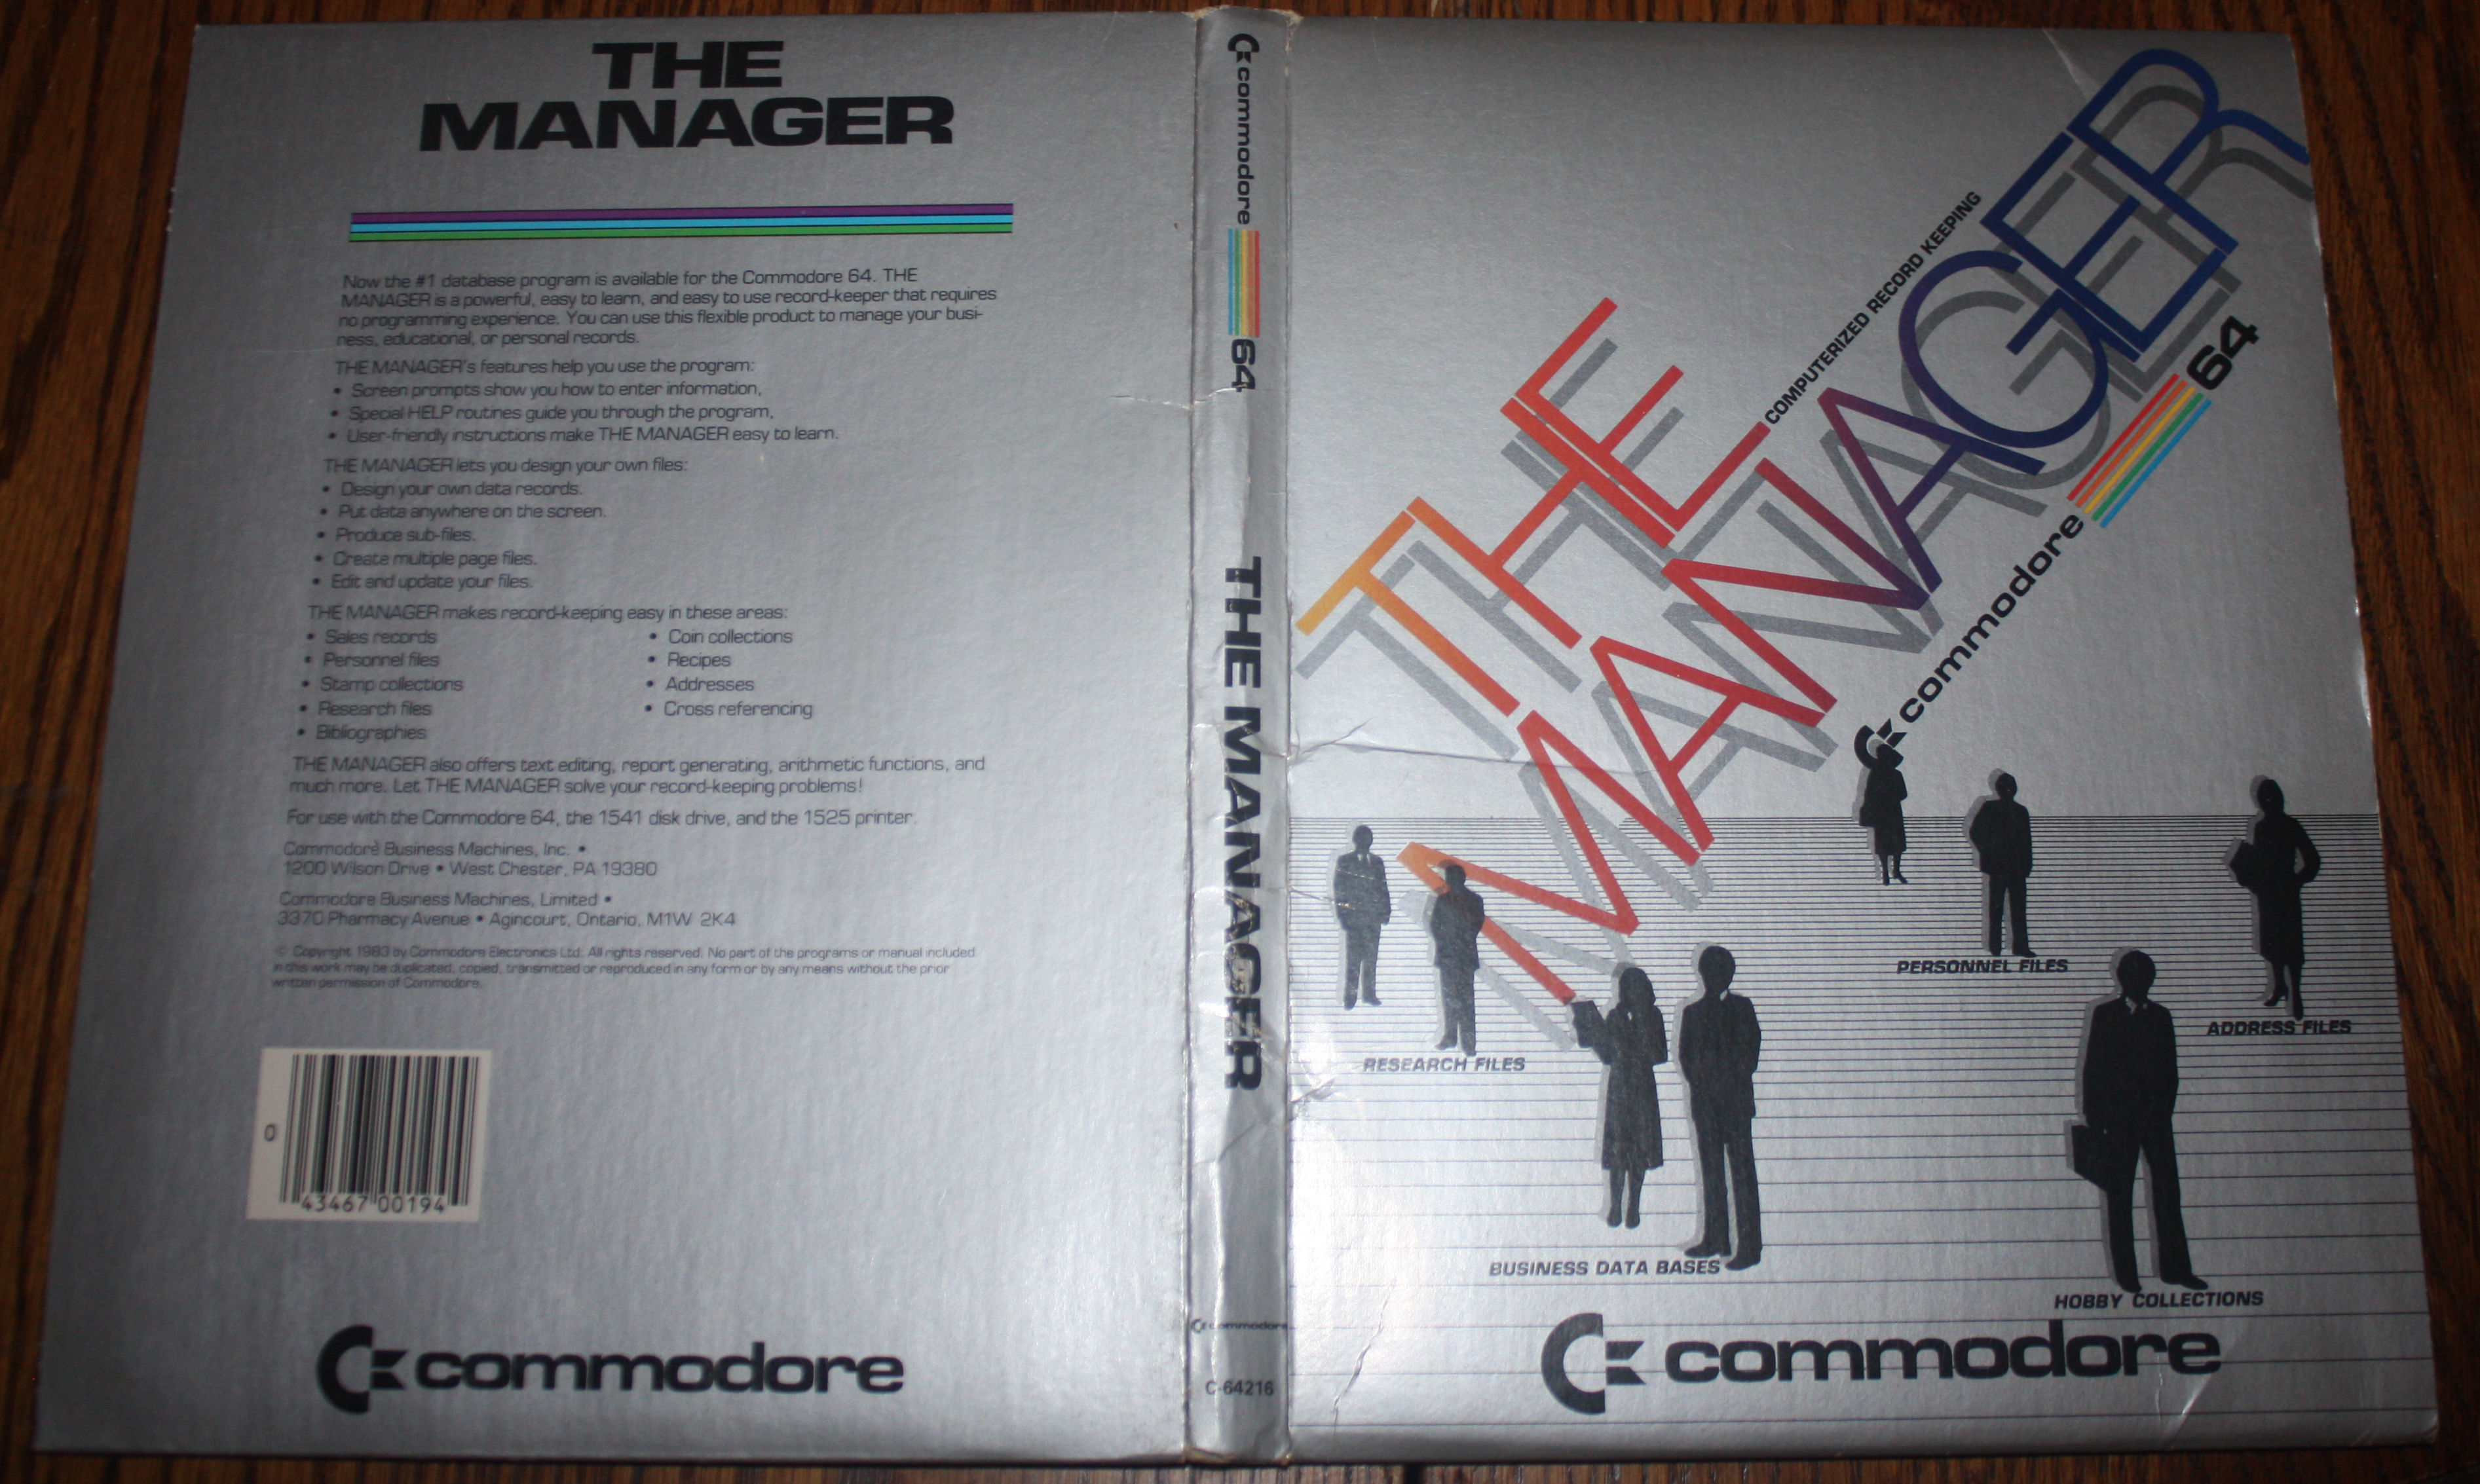 THE
MANAGER
Now the #1 database program is available for the Commodore 64. THE
MANAGER is a powerful, easy to learn, and easy to use record-keeper that requires
no programming experience. You can use this flexible product to manage your busi-
ness, educational, or personal records.
THE MANAGER's features help you use the program:
• Screen prompts show you how to enter information,
• Special HELP routines guide you through the program,
• User-friendly instructions make THE MANAGER easy to learn.
THE MANAGER lets you design your own files:
• Design your own data records.
• Put data anywhere on the screen.
• Produce sub-files.
• Create multiple page files.
• Edit and update your files.
THE MANAGER makes record-keeping easy in these areas:
• Sales records
• Personnel files
• Stamp collections
• Research files
• Bibliographies
• Coin collections
• Recipes
• Addresses
• Cross referencing
THE MANAGER also offers text editing, report generating, arithmetic functions, and
much more. Let THE MANAGER solve your record-keeping problems!
For use with the Commodore 64, the 1541 disk drive, and the 1525 printer.
Commodore Business Machines, Inc. •
1200 Wilson Drive • West Chester, PA 19380
Commodore Business Machines, Limited •
3370 Pharmacy Avenue • Agincourt, Ontario, M1W 2K4
© Copyright 1983 by Commodore Electronics Ltd. All rights reserved. No part of the programs or manual included
in this work may be duplicated, copied, transmitted or reproduced in any form or by any means without the prior
written permission of Commodore.
0
43467 00194
commodore
commodore 64
THE MANAGER
commodore
C-64216
THE
MANAGER
COMPUTERIZED RECORD KEEPING
commodore 64
PERSONNEL FILES
ADDRESS FILES
RESEARCH FILES
BUSINESS DATA BASES
HOBBY COLLECTIONS
commodore